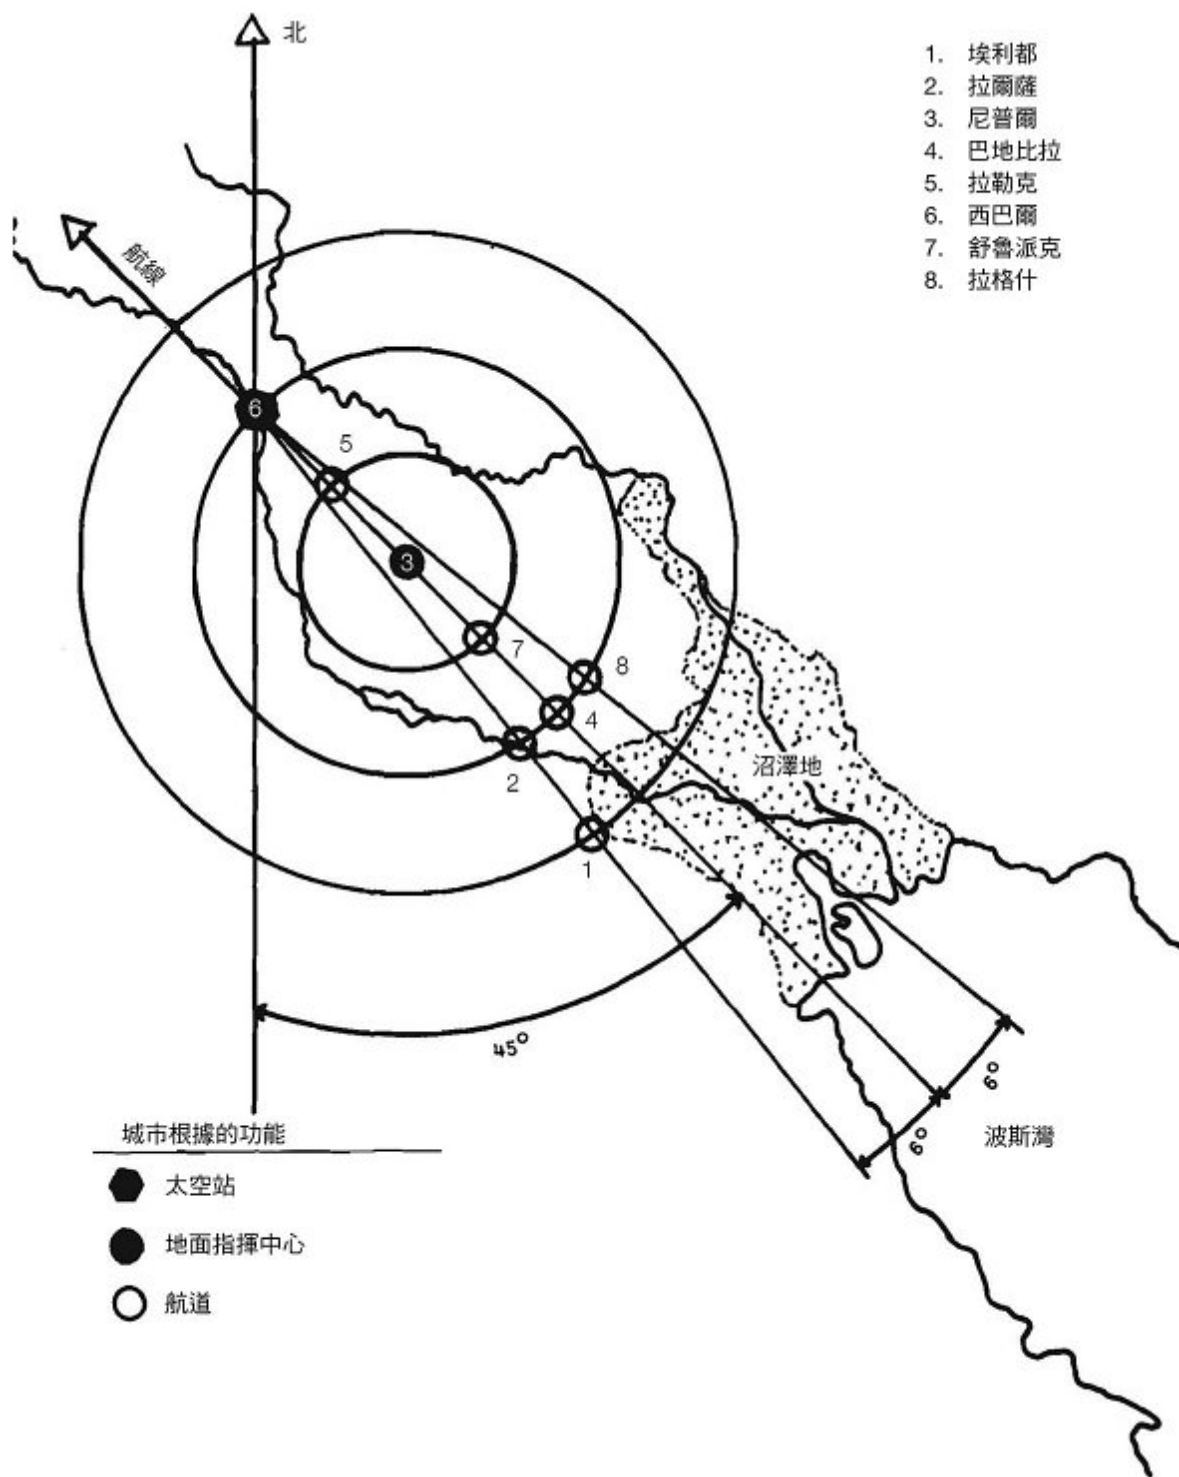 北
1. 埃利都
2. 拉爾薩
3. 尼普爾
4. 巴地比拉
5. 拉勒克
6. 西巴爾
7. 舒魯派克
8. 拉格什
航線
6
5
3
7
8
4
2
沼澤地
1
45°
6°
6°
波斯灣
城市根據的功能
太空站
地面指揮中心
航道